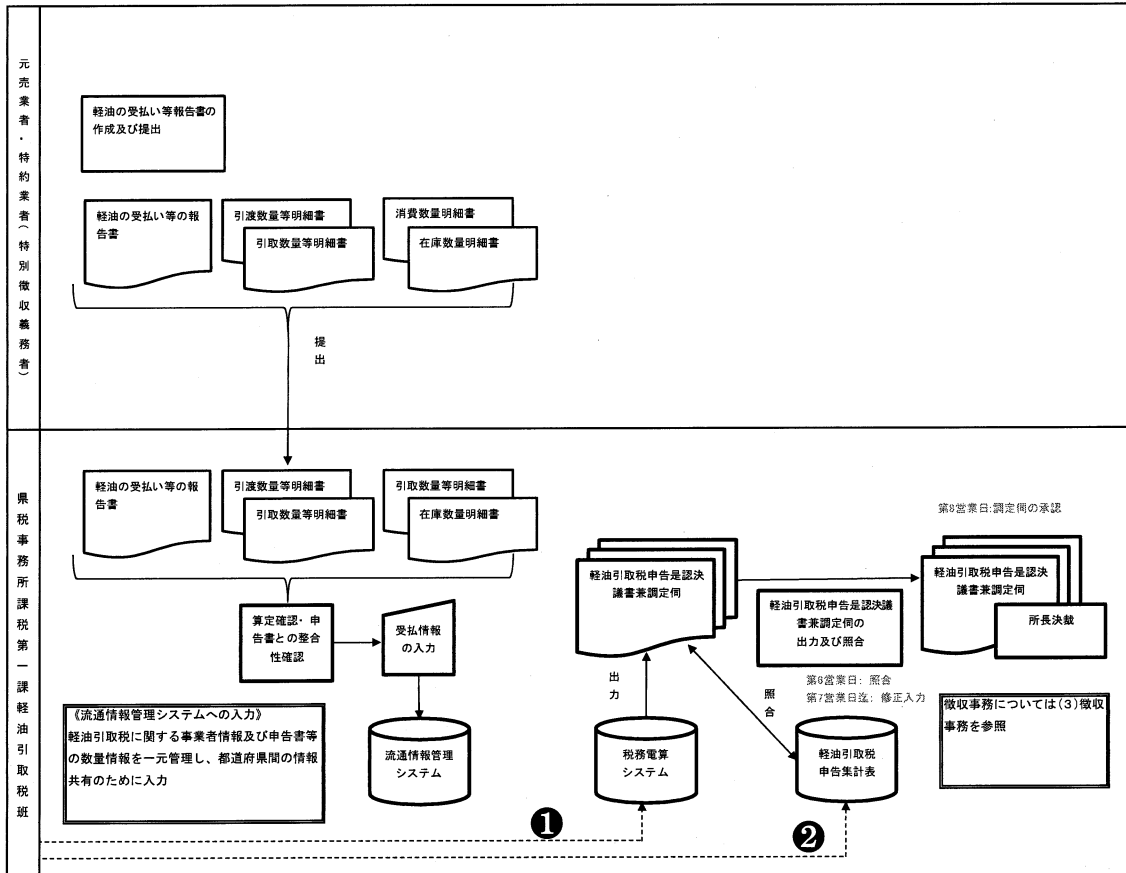 元売業者・特約業者(特別徴収義務者)
軽油の受払い等報告書の
作成及び提出
軽油の受払い等の報
告書
引渡数量等明細書
引取数量等明細書
消費数量明細書
在庫数量明細書
提出
県税事務所課税第一課軽油引取税班
軽油の受払い等の報
告書
引渡数量等明細書
引取数量等明細書
引取数量等明細書
在庫数量明細書
算定確認・申
告書との整合
性確認
受払情報
の入力
《流通情報管理システムへの入力》
軽油引取税に関する事業者情報及び申告書等
の数量情報を一元管理し、都道府県間の情報
共有のために入力
流通情報管理
システム
軽油引取税申告是認決
議書兼調定伺
出力
税務電算
システム
照合
軽油引取税申告是認決議
書兼調定伺の
出力及び照合
第6営業日: 照合
第7営業日迄: 修正入力
軽油引取税
申告集計表
第8営業日:調定伺の承認
軽油引取税申告是認決
議書兼調定伺
所長決裁
徴収事務については(3)徴収
事務を参照
❶
❷